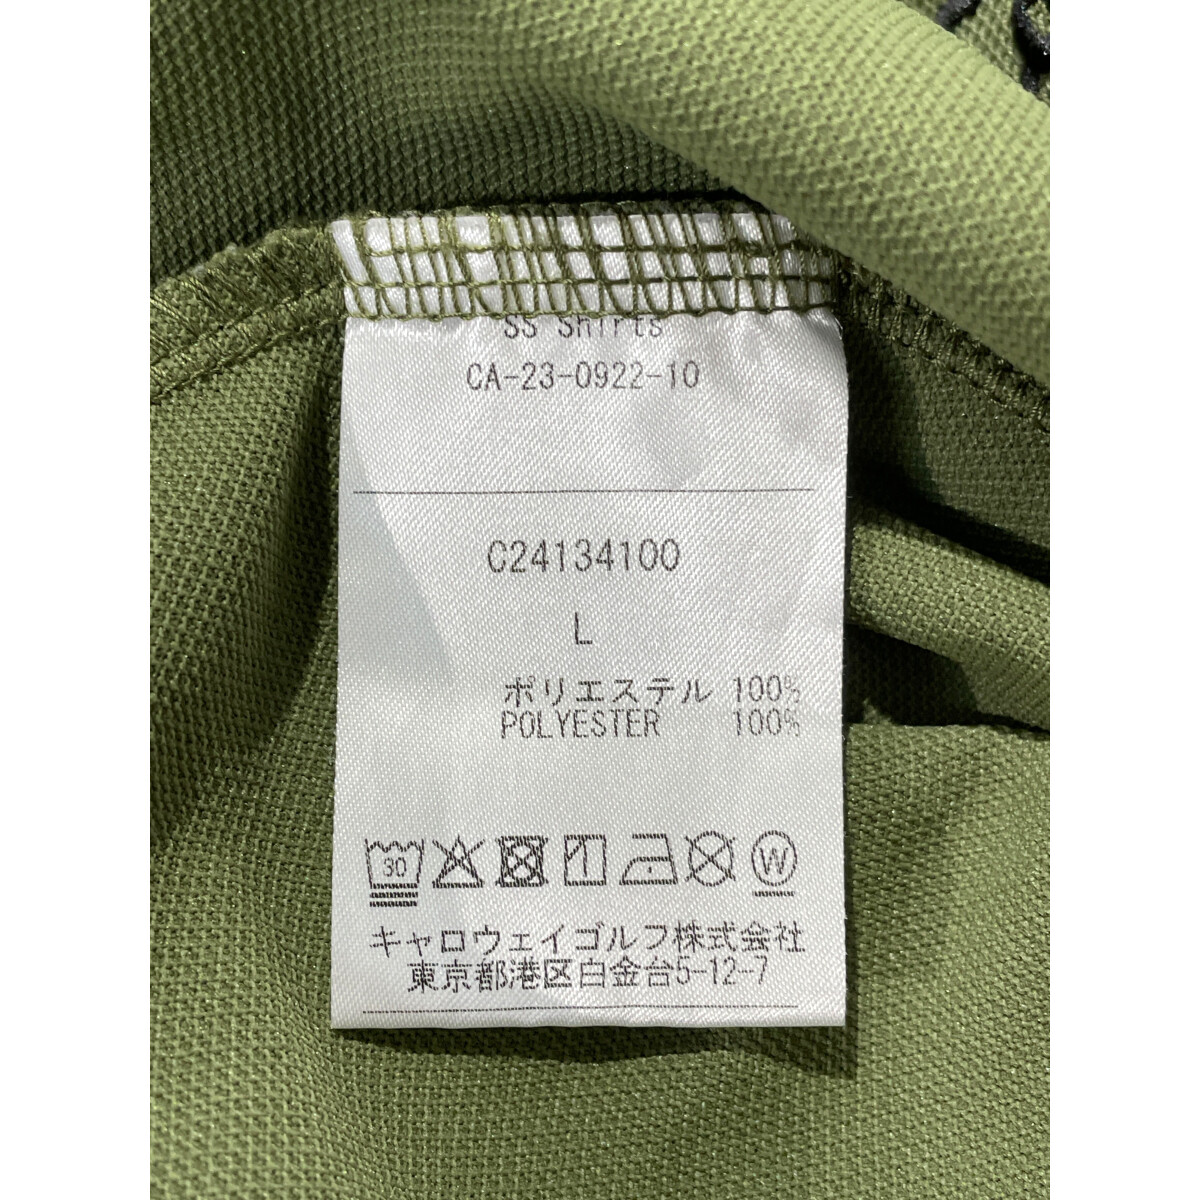 SS Shirts
CA-23-0922-10
C24134100
L
ポリエステル 100%
POLYESTER 100%
30 W
キャロウェイゴルフ株式会社
東京都港区白金台5-12-7